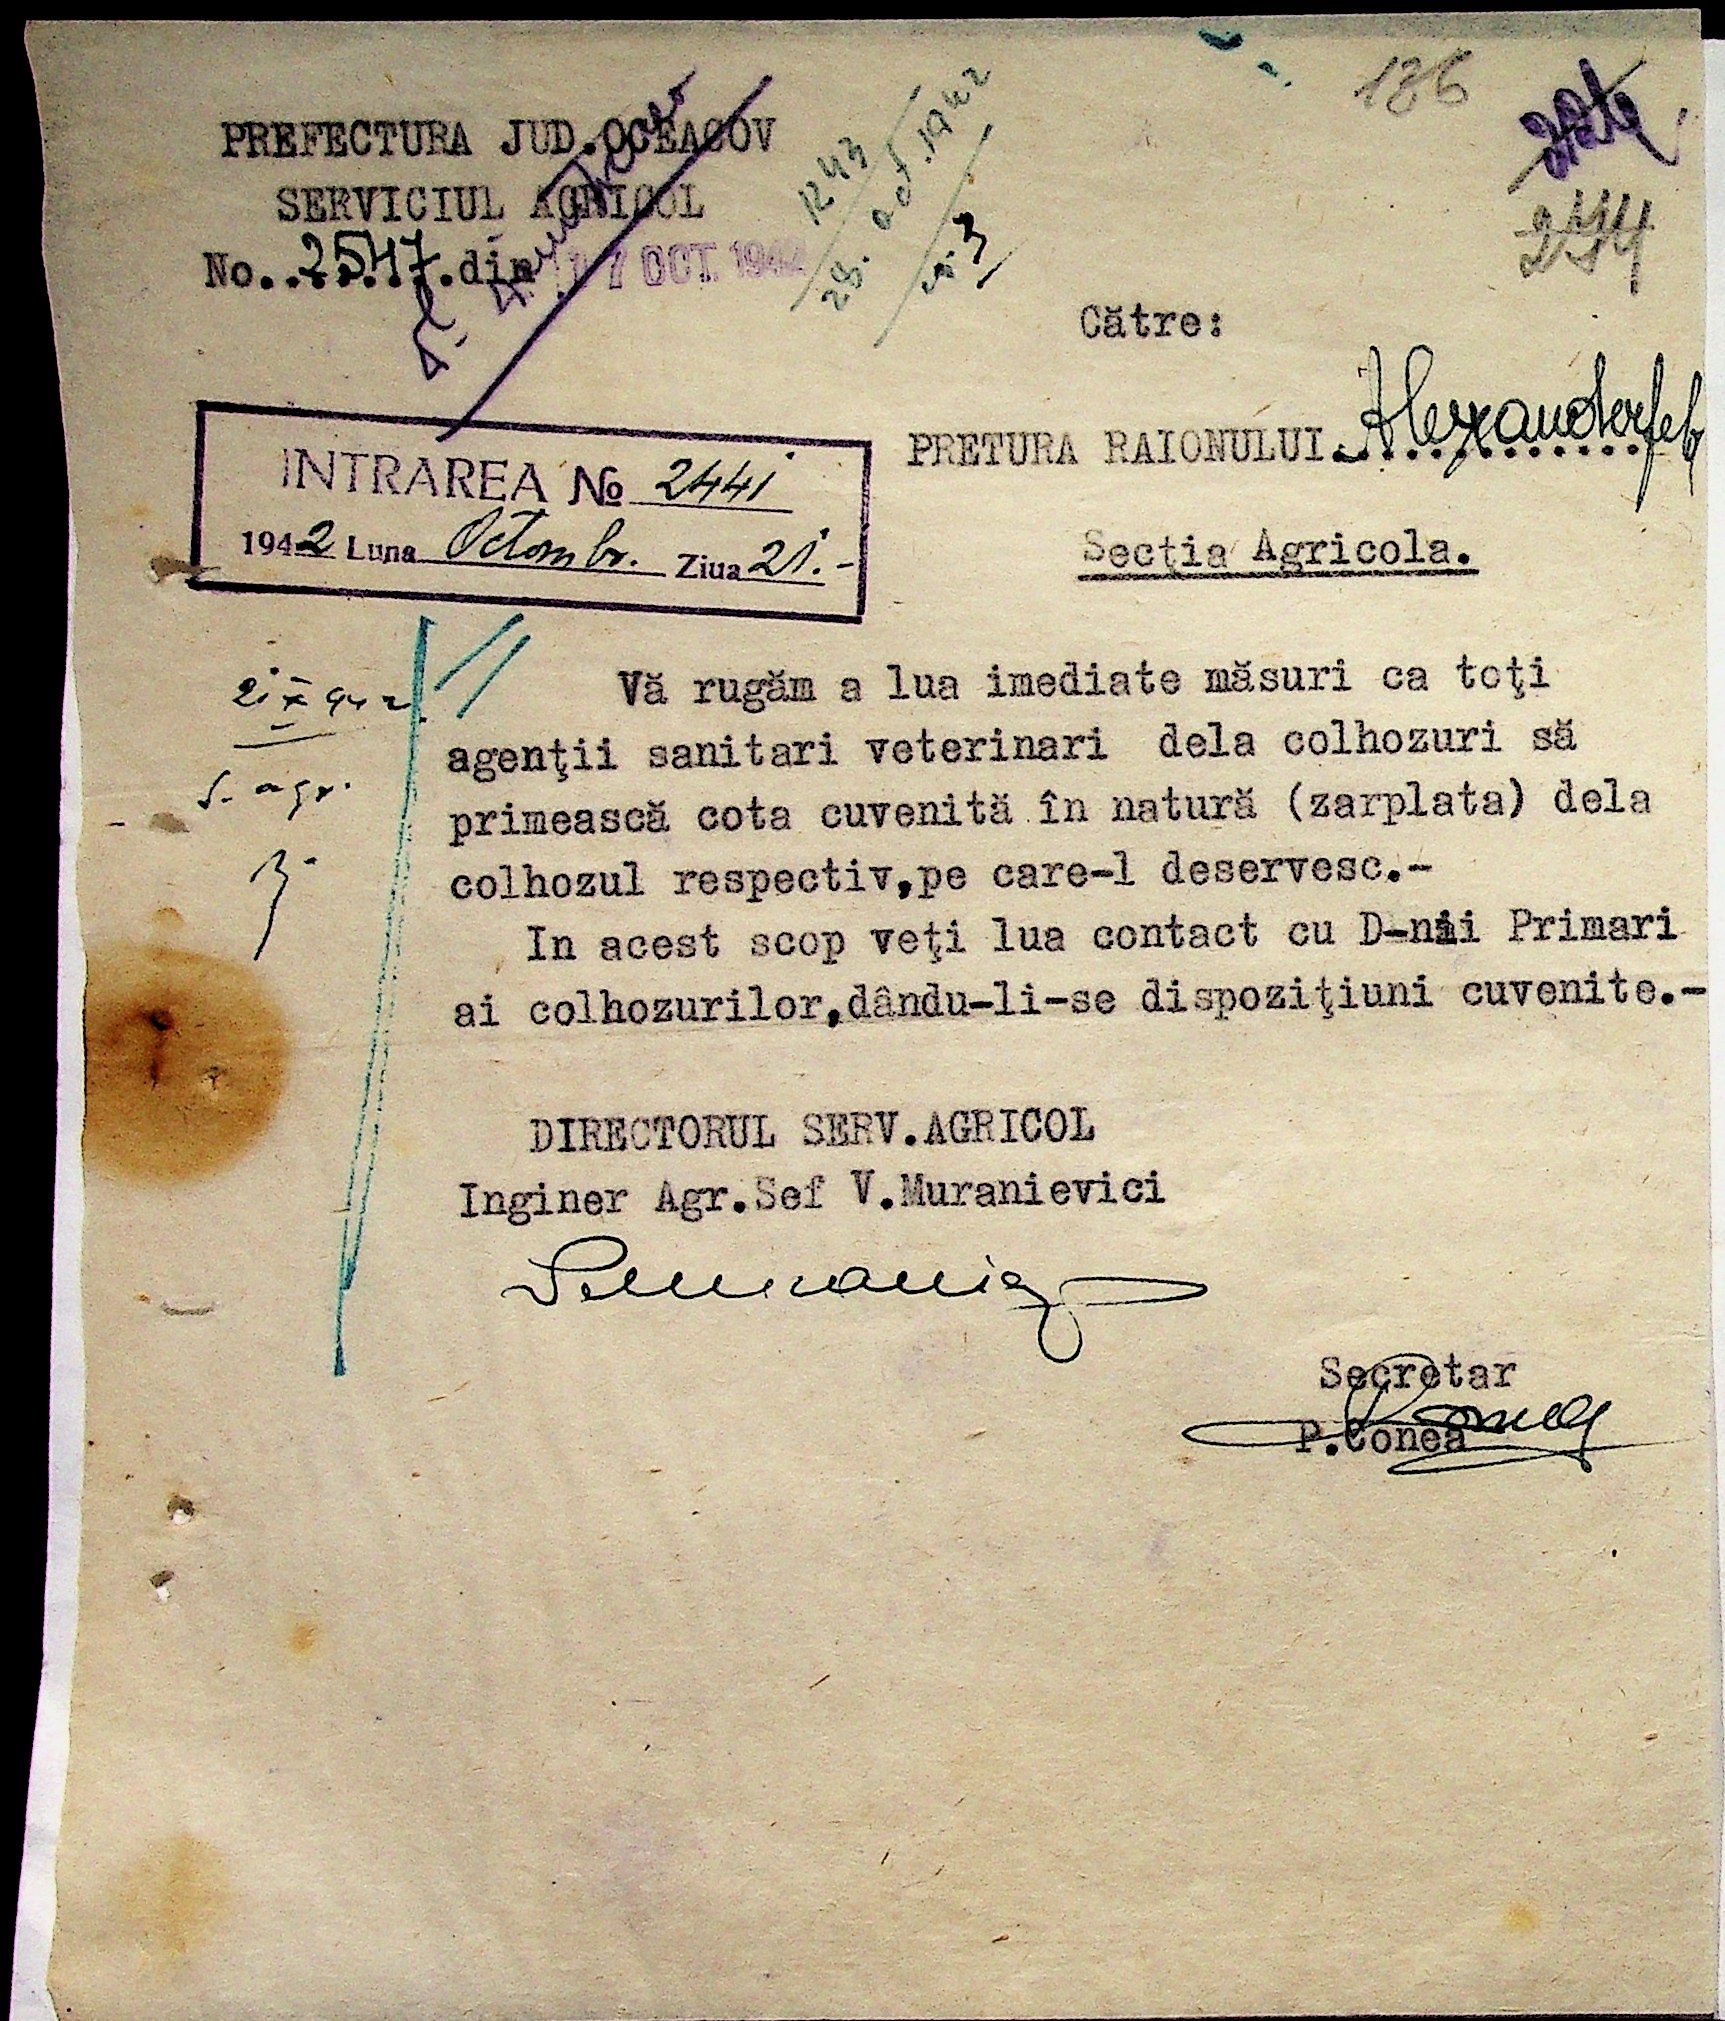 186
244
PREFECTURA JUD.OCEACOV
SERVICIUL AGRICOL
No..2547.din 17 OCT. 1942
1243
28. oct. 1942
Către:
PRETURA RAIONULUI Alexanderfeld
Secţia Agricola.
INTRAREA No 2441
1942 Luna Octombr. Ziua 21.-
21 X 942
S. agr.
Vă rugăm a lua imediate măsuri ca toţi
agenţii sanitari veterinari dela colhozuri să
primească cota cuvenită în natură (zarplata) dela
colhozul respectiv,pe care-l deservesc.-
In acest scop veţi lua contact cu D-nii Primari
ai colhozurilor,dându-li-se dispoziţiuni cuvenite.-
DIRECTORUL SERV.AGRICOL
Inginer Agr.Sef V.Muranievici
Secretar
P.Conea